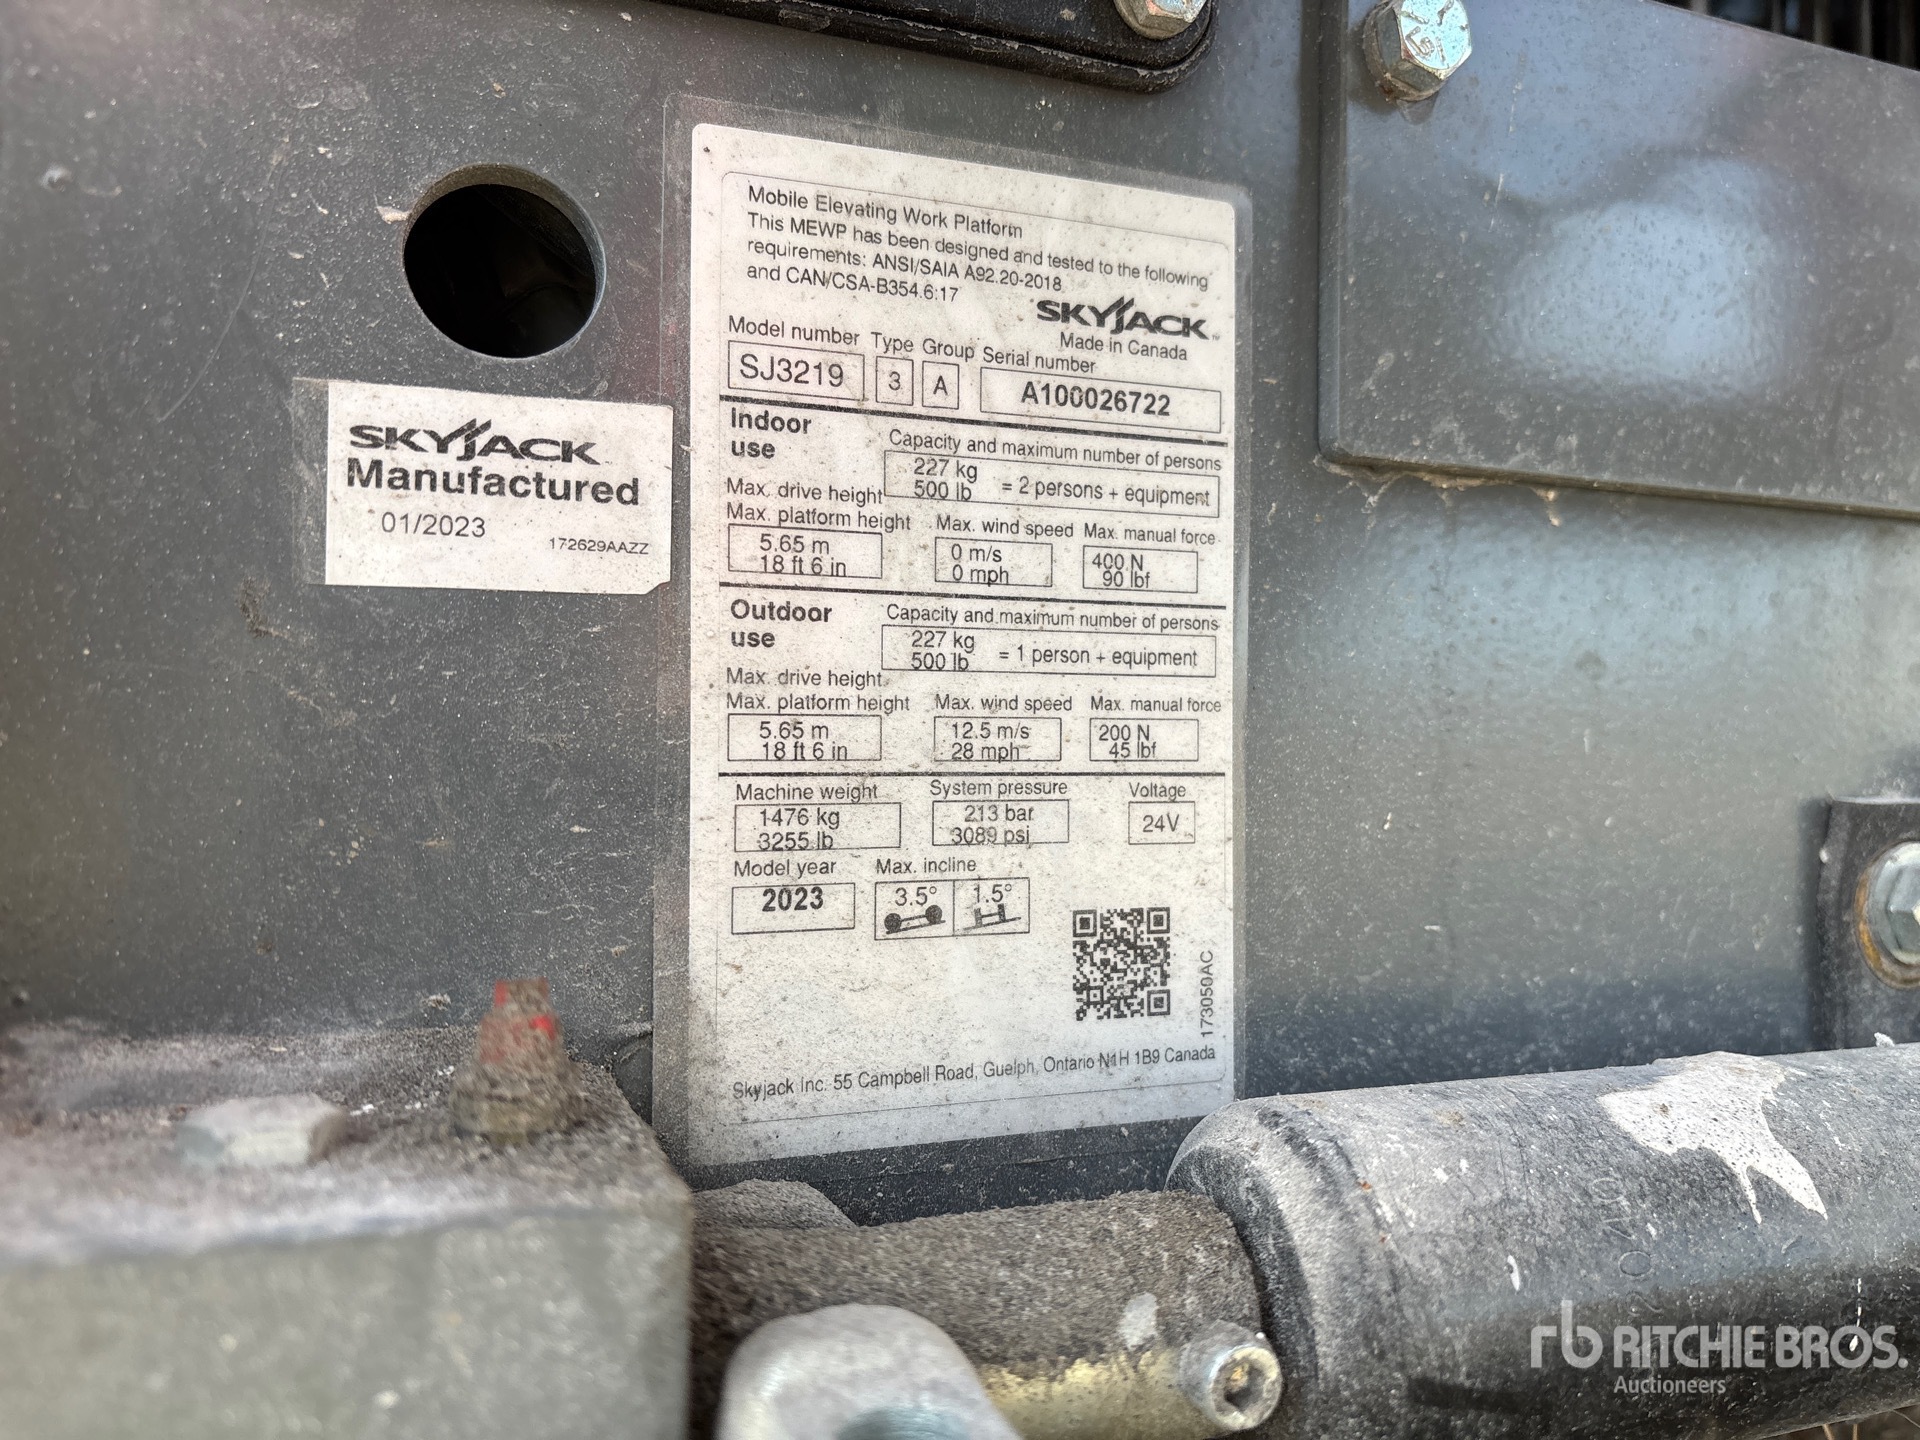 Mobile Elevating Work Platform
This MEWP has been designed and tested to the following
requirements: ANSI/SAIA A92.20-2018
and CAN/CSA-B354.6:17
SKYJACK
Made in Canada
Model number Type Group Serial number
SJ3219 3 A A100026722
Indoor
use
Capacity and maximum number of persons
227 kg
500 lb = 2 persons + equipment
Max. drive height
Max. platform height Max. wind speed Max. manual force
5.65 m 0 m/s 400 N
18 ft 6 in 0 mph 90 lbf
Outdoor
use
Capacity and maximum number of persons
227 kg
500 lb = 1 person + equipment
Max. drive height
Max. platform height Max. wind speed Max. manual force
5.65 m 12.5 m/s 200 N
18 ft 6 in 28 mph 45 lbf
Machine weight System pressure Voltage
1476 kg 213 bar 24V
3255 lb 3089 psi
Model year Max. incline
2023 3.5° 1.5°
173050AC
Skyjack Inc. 55 Campbell Road, Guelph, Ontario N1H 1B9 Canada
SKYJACK
Manufactured
01/2023
172629AAZZ
rb RITCHIE BROS.
Auctioneers